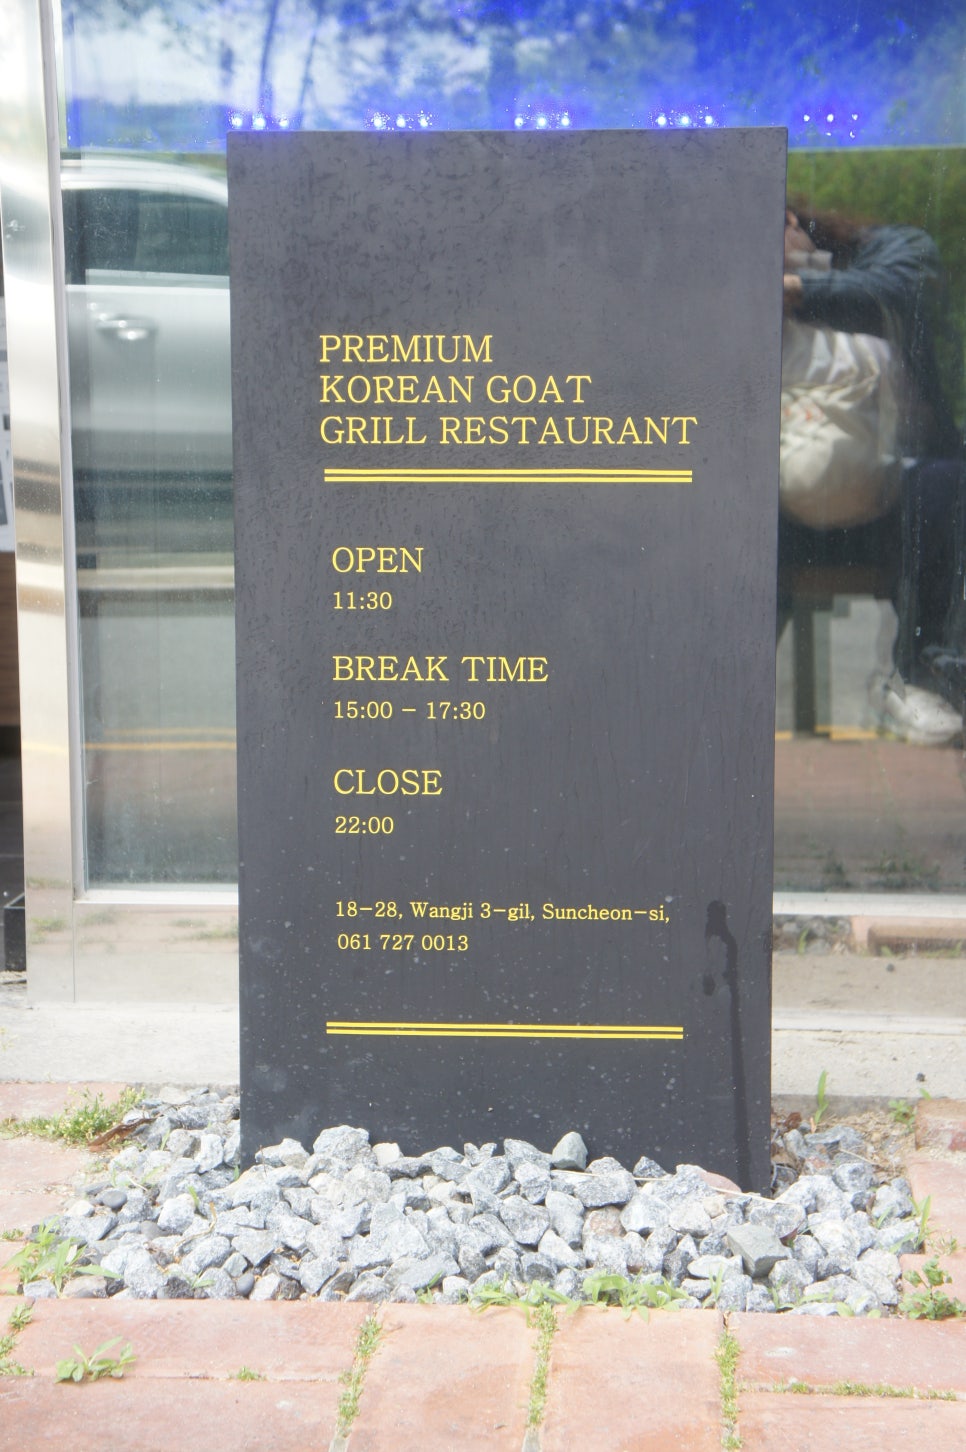 PREMIUM
KOREAN GOAT
GRILL RESTAURANT
OPEN
11:30
BREAK TIME
15:00 - 17:30
CLOSE
22:00
18-28, Wangji 3-gil, Suncheon-si,
061 727 0013